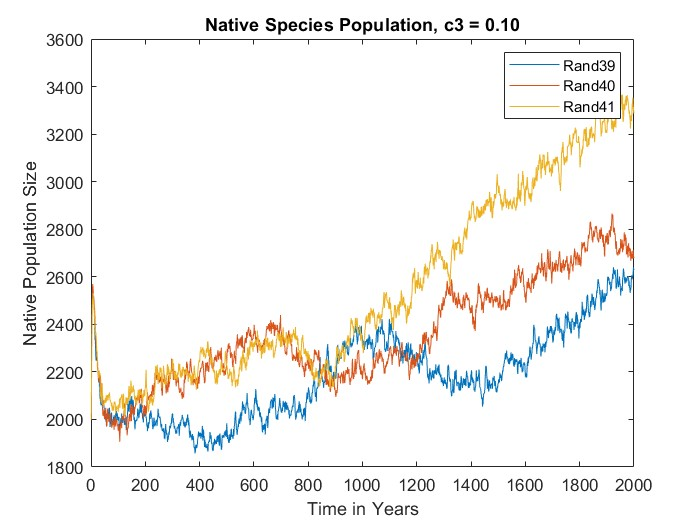 Native Species Population, c3 = 0.10
3600
3400
3200
3000
2800
2600
2400
2200
2000
1800
Native Population Size
Rand39
Rand40
Rand41
0 200 400 600 800 1000 1200 1400 1600 1800 2000
Time in Years